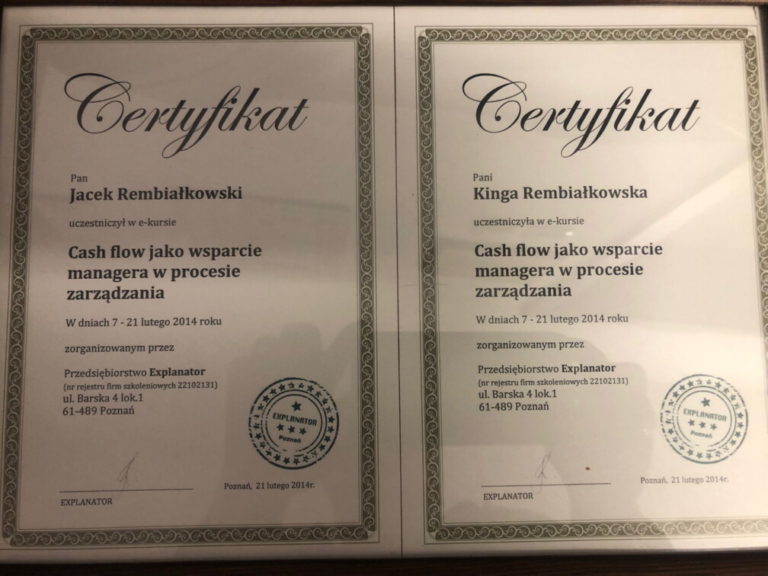 Certyfikat
Pan
Jacek Rembiałkowski
uczestniczył w e-kursie
Cash flow jako wsparcie
managera w procesie
zarządzania
W dniach 7 - 21 lutego 2014 roku
zorganizowanym przez
Przedsiębiorstwo Explanator
(nr rejestru firm szkoleniowych 22102131)
ul. Barska 4 lok.1
61-489 Poznań
EXPLANATOR
Poznań
Poznań, 21 lutego 2014r.
EXPLANATOR
Certyfikat
Pani
Kinga Rembiałkowska
uczestniczyła w e-kursie
Cash flow jako wsparcie
managera w procesie
zarządzania
W dniach 7 - 21 lutego 2014 roku
zorganizowanym przez
Przedsiębiorstwo Explanator
(nr rejestru firm szkoleniowych 22102131)
ul. Barska 4 lok.1
61-489 Poznań
EXPLANATOR
Poznań
Poznań, 21 lutego 2014r.
EXPLANATOR